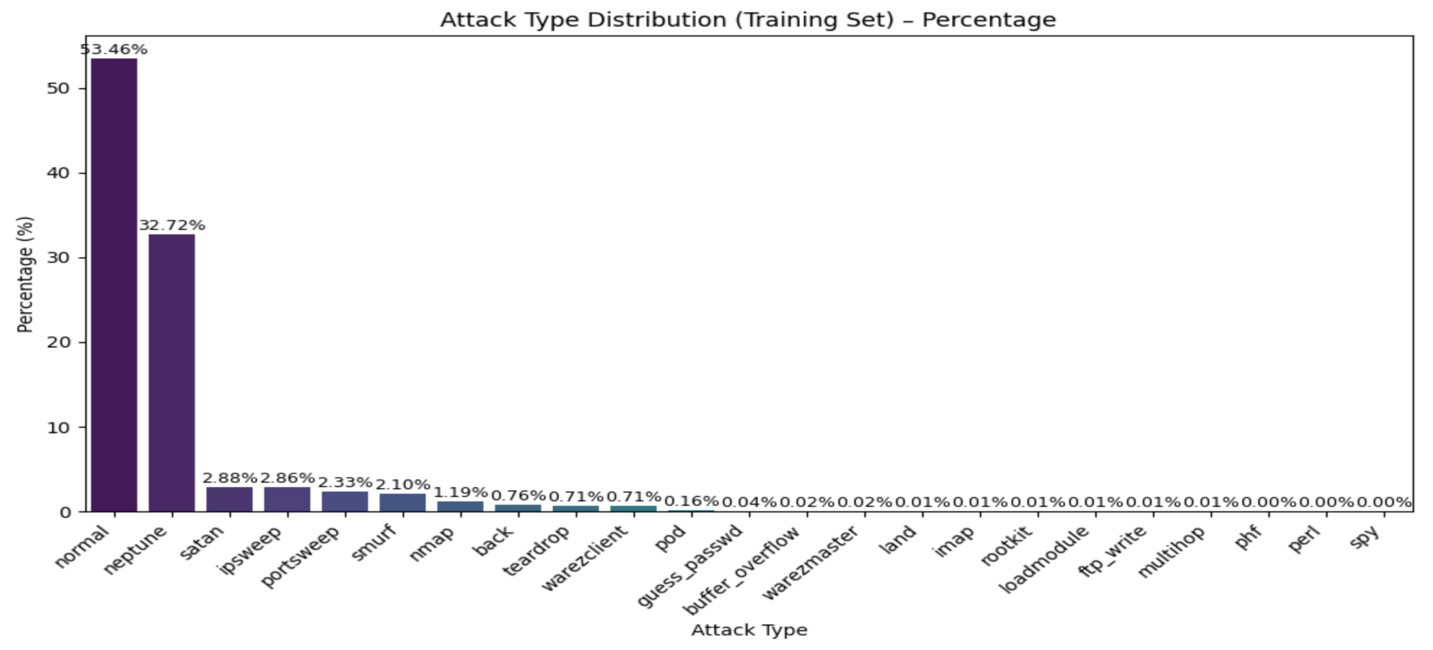 Attack Type Distribution (Training Set) – Percentage
Percentage (%)
50
40
30
20
10
0
53.46%
32.72%
2.88%
2.86%
2.33%
2.10%
1.19%
0.76%
0.71%
0.71%
0.16%
0.04%
0.02%
0.02%
0.01%
0.01%
0.01%
0.01%
0.01%
0.01%
0.00%
0.00%
0.00%
normal
neptune
satan
ipsweep
portsweep
smurf
nmap
back
teardrop
warezclient
pod
guess_passwd
buffer_overflow
warezmaster
land
imap
rootkit
loadmodule
ftp_write
multihop
phf
perl
spy
Attack Type